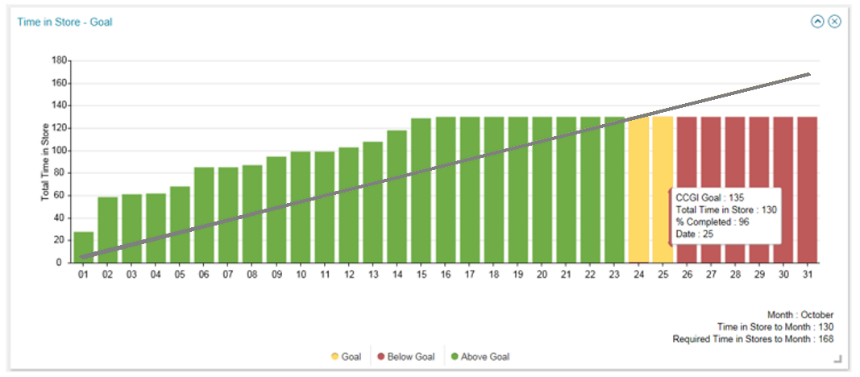 Time in Store - Goal
Total Time in Store
180
160
140
120
100
80
60
40
20
0
01 02 03 04 05 06 07 08 09 10 11 12 13 14 15 16 17 18 19 20 21 22 23 24 25 26 27 28 29 30 31
CCGI Goal : 135
Total Time in Store : 130
% Completed : 96
Date : 25
Month : October
Time in Store to Month : 130
Required Time in Stores to Month : 168
Goal Below Goal Above Goal